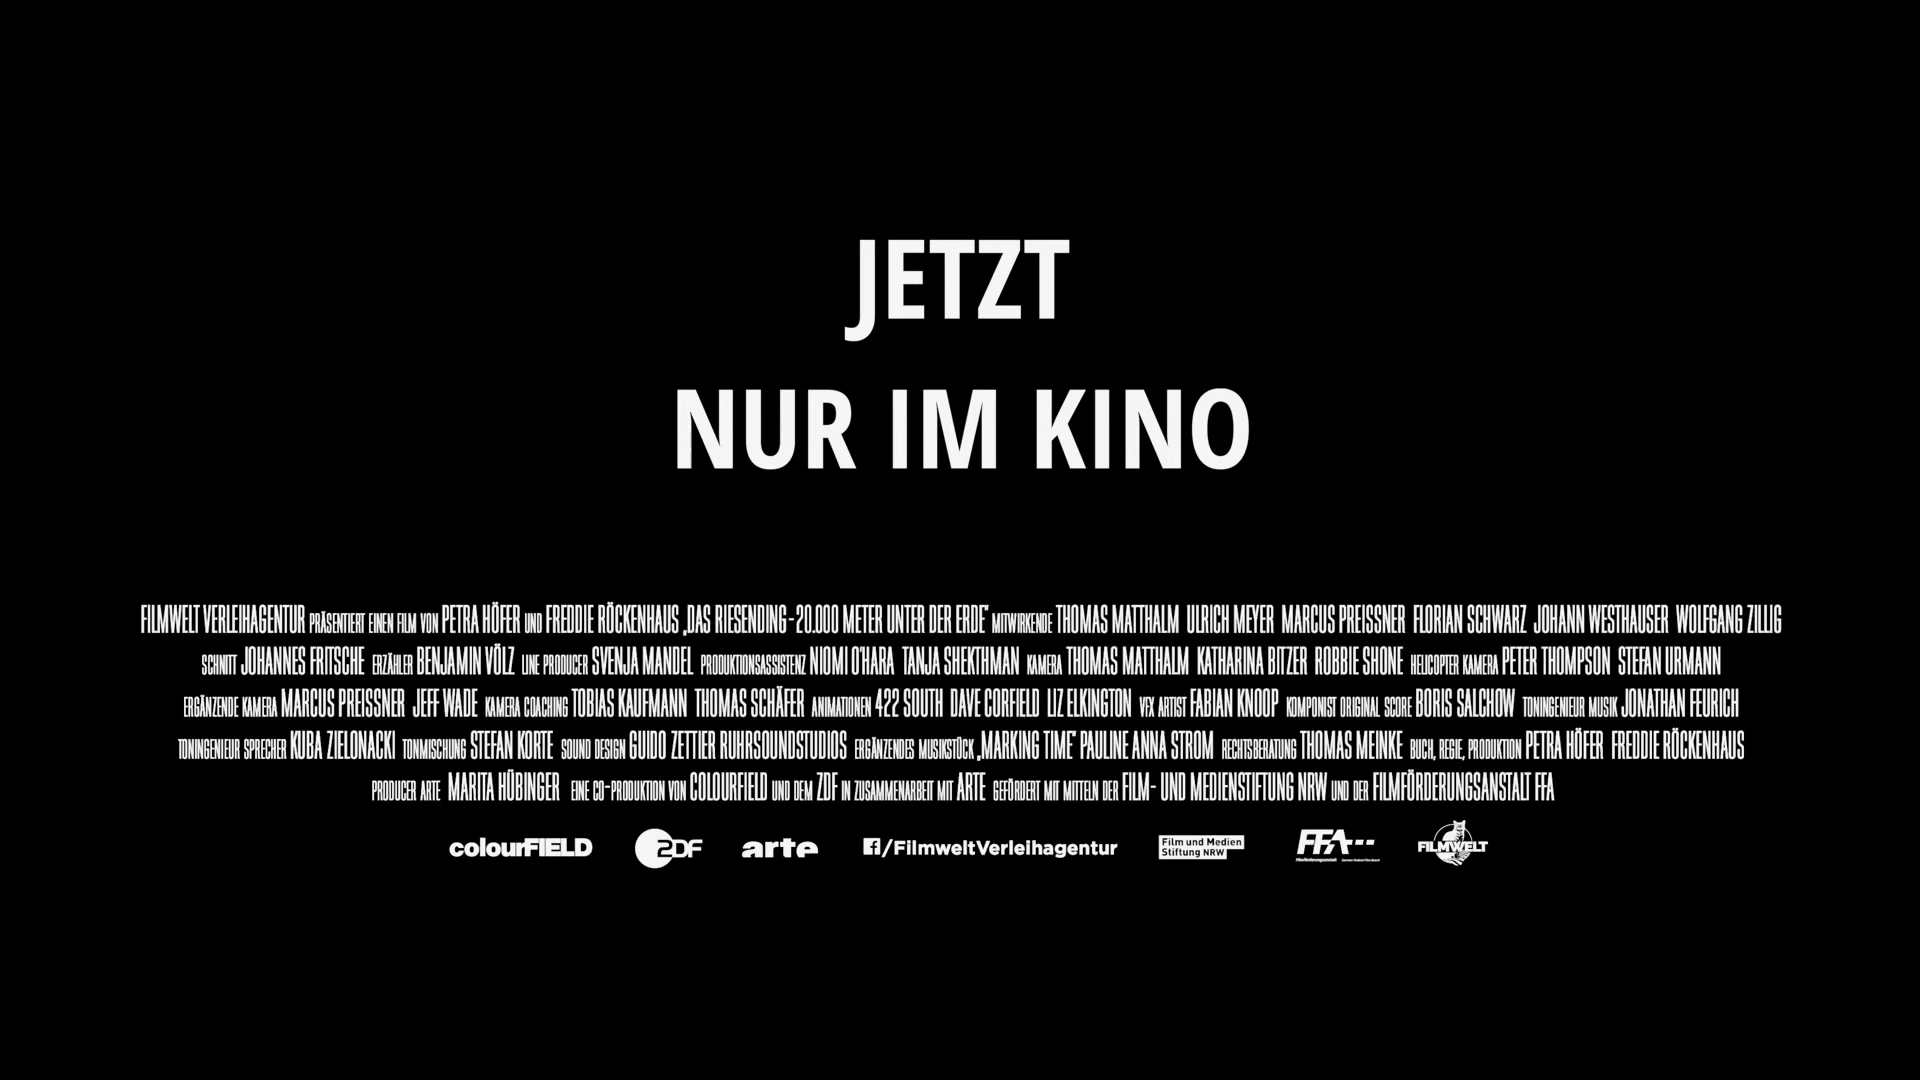 JETZT
NUR IM KINO
FILMWELT VERLEIHAGENTUR PRÄSENTIERT EINEN FILM VON PETRA HÖFER UND FREDDIE RÖCKENHAUS „DAS RIESENDING - 20.000 METER UNTER DER ERDE“ MITWIRKENDE THOMAS MATTHALM ULRICH MEYER MARCUS PREISSNER FLORIAN SCHWARZ JOHANN WESTHAUSER WOLFGANG ZILLIG
SCHNITT JOHANNES FRITSCHE ERZÄHLER BENJAMIN VÖLZ LINE PRODUCER SVENJA MANDEL PRODUKTIONSASSISTENZ NIOMI O'HARA TANJA SHEKTHMAN KAMERA THOMAS MATTHALM KATHARINA BITZER ROBBIE SHONE HELICOPTER KAMERA PETER THOMPSON STEFAN URMANN
ERGÄNZENDE KAMERA MARCUS PREISSNER JEFF WADE KAMERA COACHING TOBIAS KAUFMANN THOMAS SCHÄFER ANIMATIONEN 422 SOUTH DAVE CORFIELD LIZ ELKINGTON VFX ARTIST FABIAN KNOOP KOMPONIST ORIGINAL SCORE BORIS SALCHOW TONINGENIEUR MUSIK JONATHAN FEURICH
TONINGENIEUR SPRECHER KUBA ZIELONACKI TONMISCHUNG STEFAN KORTE SOUND DESIGN GUIDO ZETTIER RUHRSOUNDSTUDIOS ERGÄNZENDES MUSIKSTÜCK „MARKING TIME“ PAULINE ANNA STROM RECHTSBERATUNG THOMAS MEINKE BUCH, REGIE, PRODUKTION PETRA HÖFER FREDDIE RÖCKENHAUS
PRODUCER ARTE MARITA HÜBINGER EINE CO-PRODUKTION VON COLOURFIELD UND DEM ZDF IN ZUSAMMENARBEIT MIT ARTE GEFÖRDERT MIT MITTELN DER FILM- UND MEDIENSTIFTUNG NRW UND DER FILMFÖRDERUNGSANSTALT FFA
colourFIELD ZDF arte f/FilmweltVerleihagentur Film und Medien Stiftung NRW FFA FILMWELT